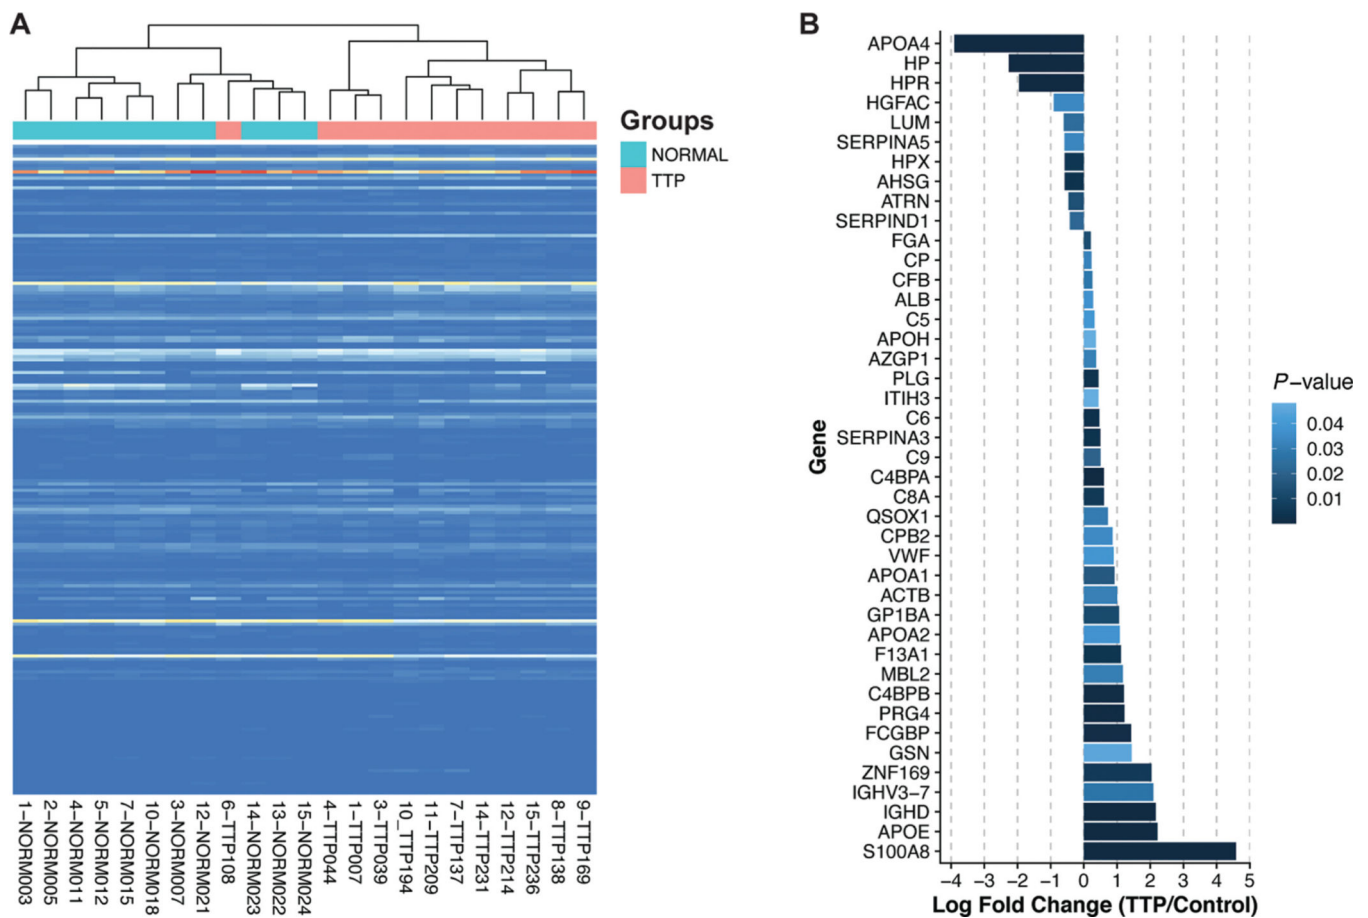 A
Groups
NORMAL
TTP
1-NORM003
2-NORM005
4-NORM011
5-NORM012
7-NORM015
10-NORM018
3-NORM007
12-NORM021
6-TTP108
14-NORM023
13-NORM022
15-NORM024
4-TTP044
1-TTP007
3-TTP039
10_TTP194
11-TTP209
7-TTP137
14-TTP231
12-TTP214
15-TTP236
8-TTP138
9-TTP169
B
Gene
APOA4
HP
HPR
HGFAC
LUM
SERPINA5
HPX
AHSG
ATRN
SERPIND1
FGA
CP
CFB
ALB
C5
APOH
AZGP1
PLG
ITIH3
C6
SERPINA3
C9
C4BPA
C8A
QSOX1
CPB2
VWF
APOA1
ACTB
GP1BA
APOA2
F13A1
MBL2
C4BPB
PRG4
FCGBP
GSN
ZNF169
IGHV3-7
IGHD
APOE
S100A8
−4 −3 −2 −1 0 1 2 3 4 5
Log Fold Change (TTP/Control)
P-value
0.04
0.03
0.02
0.01